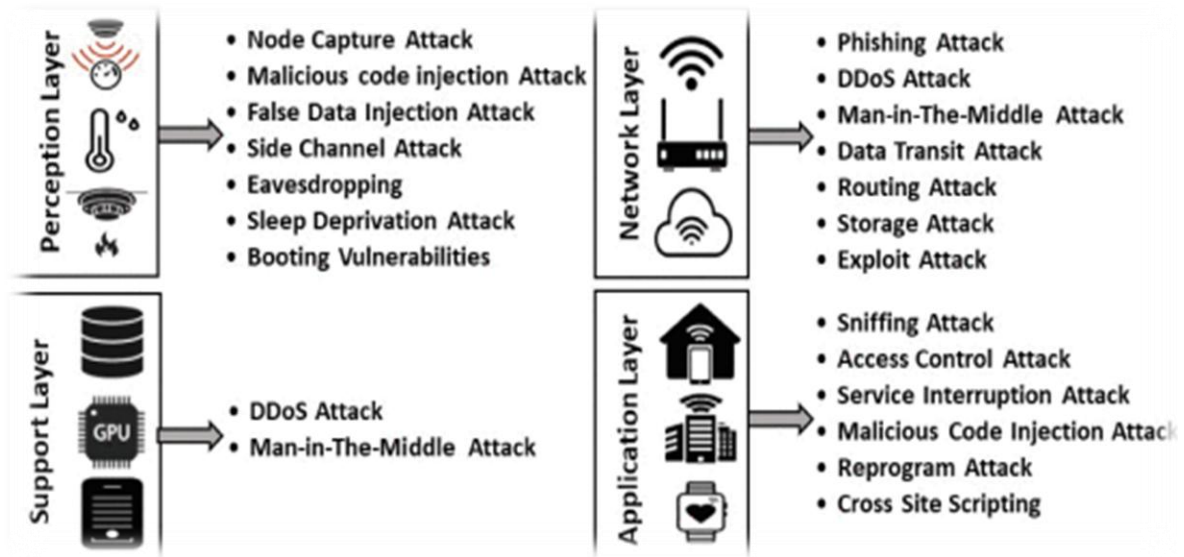 Perception Layer
• Node Capture Attack
• Malicious code injection Attack
• False Data Injection Attack
• Side Channel Attack
• Eavesdropping
• Sleep Deprivation Attack
• Booting Vulnerabilities
Network Layer
• Phishing Attack
• DDoS Attack
• Man-in-The-Middle Attack
• Data Transit Attack
• Routing Attack
• Storage Attack
• Exploit Attack
Support Layer
GPU
• DDoS Attack
• Man-in-The-Middle Attack
Application Layer
• Sniffing Attack
• Access Control Attack
• Service Interruption Attack
• Malicious Code Injection Attack
• Reprogram Attack
• Cross Site Scripting